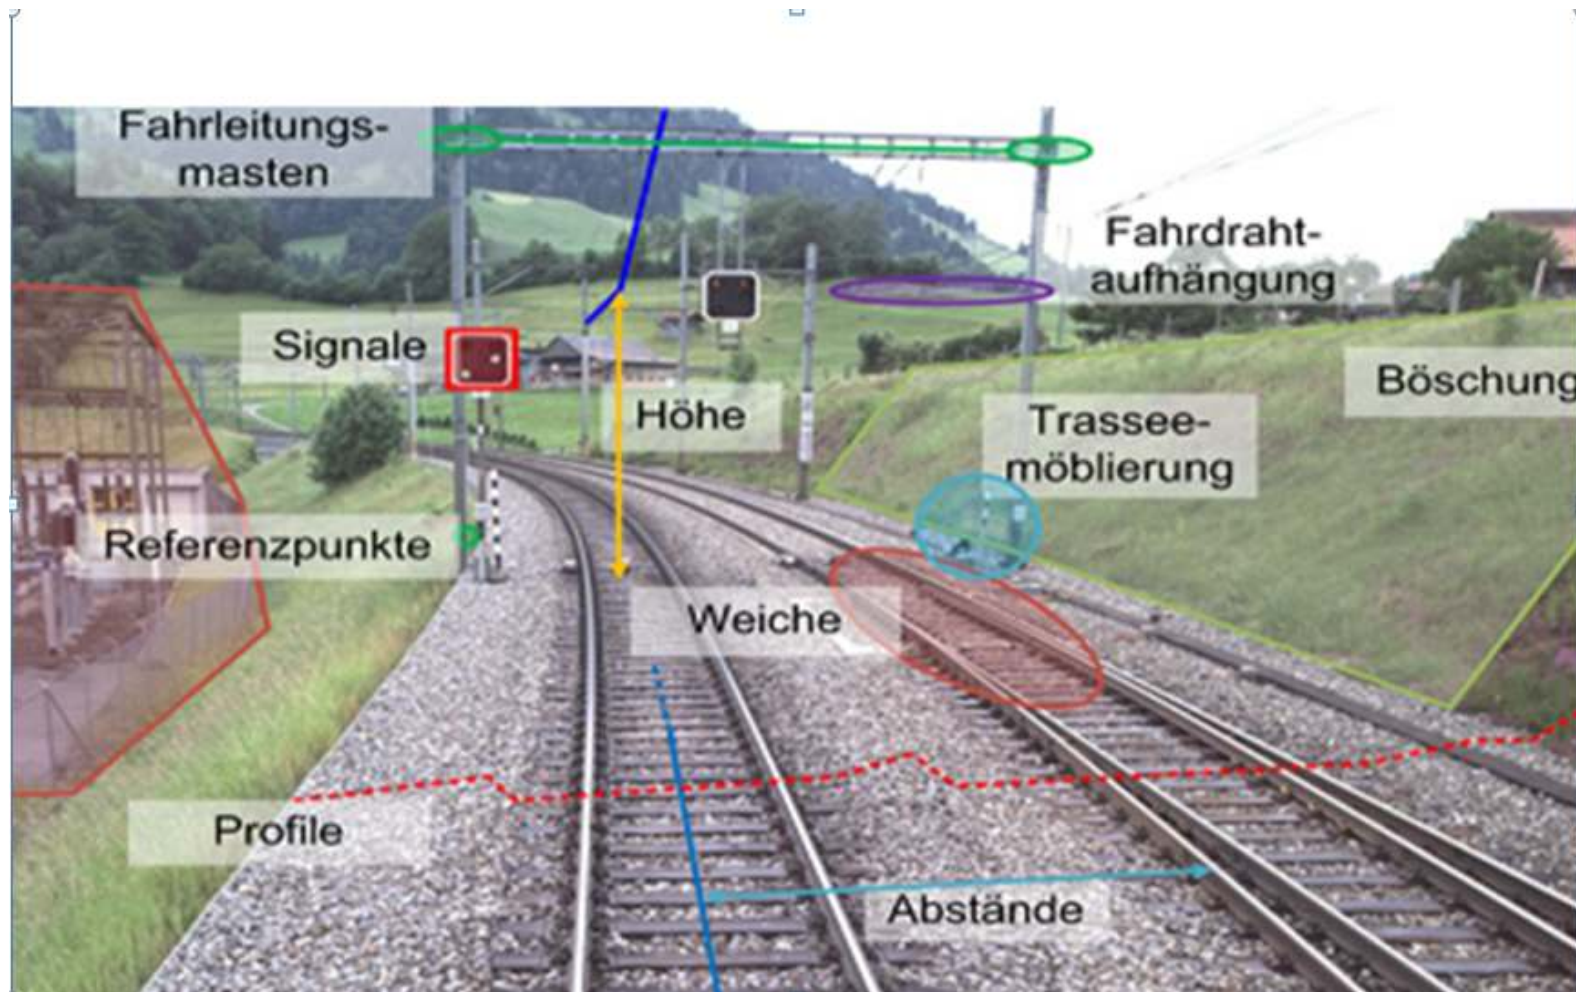 Fahrleitungs-
masten
Fahrdraht-
aufhängung
Signale
Böschung
Höhe
Trassee-
möblierung
Referenzpunkte
Weiche
Profile
Abstände